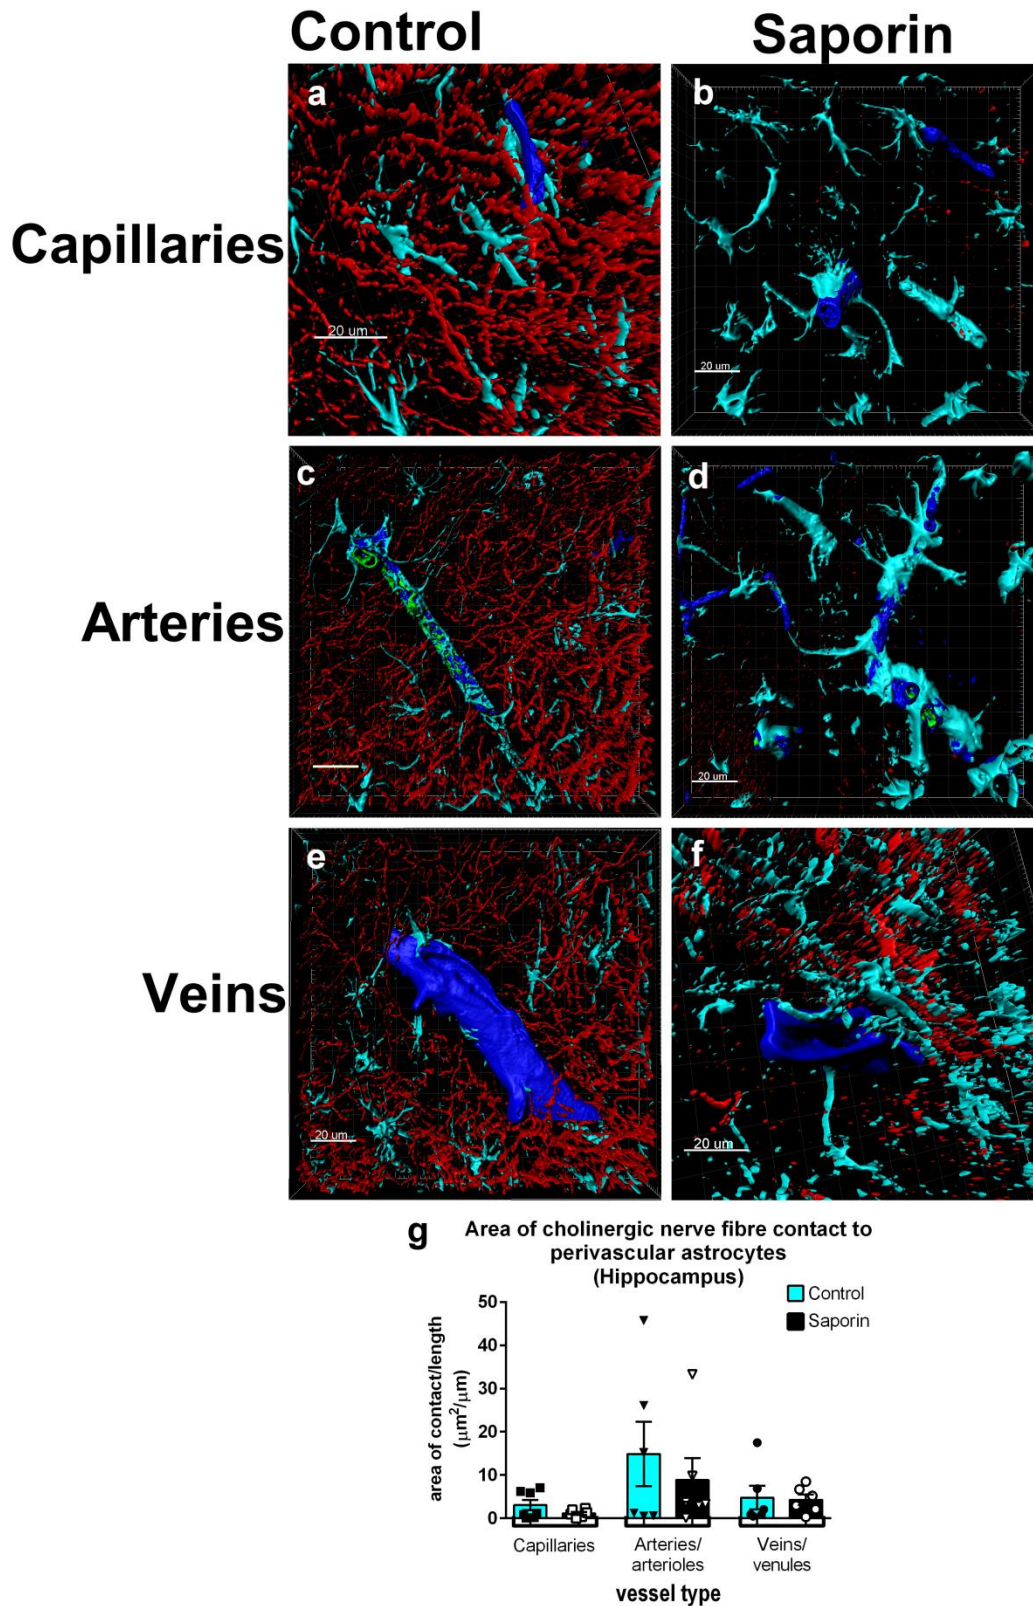 Control
Saporin
a
b
Capillaries
20 um
20 um
c
d
Arteries
20 um
e
f
Veins
20 um
20 um
g
Area of cholinergic nerve fibre contact to
perivascular astrocytes
(Hippocampus)
Control
Saporin
area of contact/length
(µm²/µm)
50
40
30
20
10
0
Capillaries
Arteries/
arterioles
Veins/
venules
vessel type